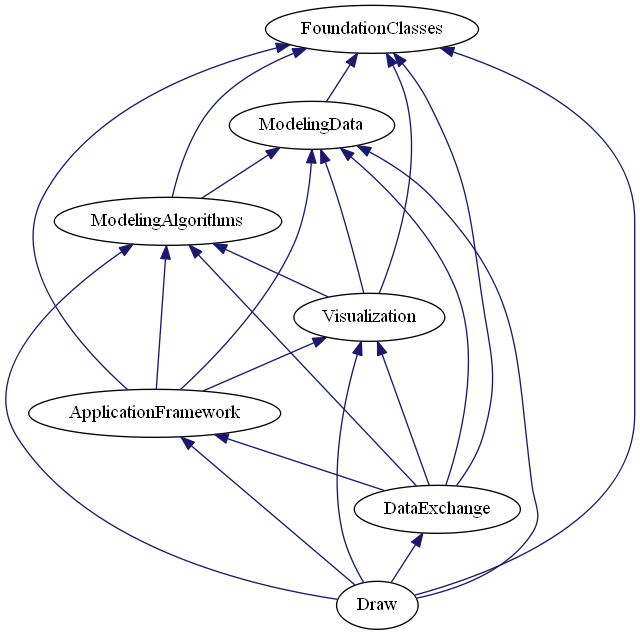 FoundationClasses
ModelingData
ModelingAlgorithms
Visualization
ApplicationFramework
DataExchange
Draw